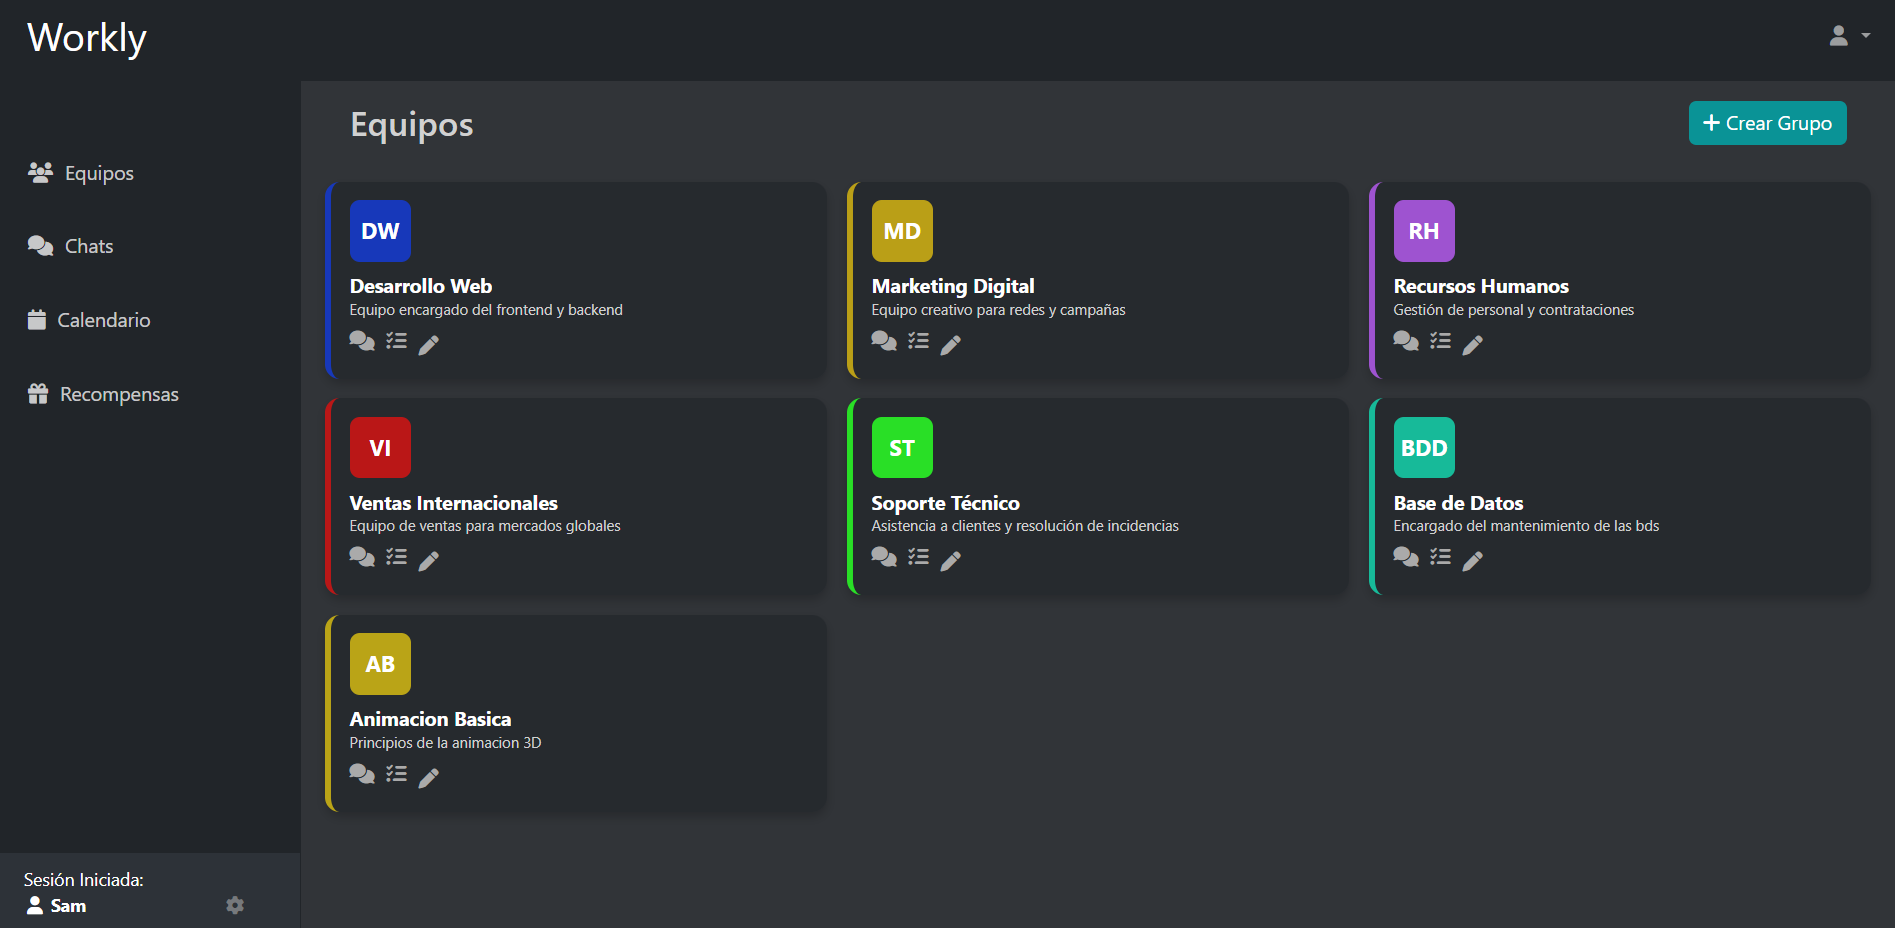 Workly
Equipos
Chats
Calendario
Recompensas
Sesión Iniciada:
Sam
Equipos
Crear Grupo
DW
Desarrollo Web
Equipo encargado del frontend y backend
MD
Marketing Digital
Equipo creativo para redes y campañas
RH
Recursos Humanos
Gestión de personal y contrataciones
VI
Ventas Internacionales
Equipo de ventas para mercados globales
ST
Soporte Técnico
Asistencia a clientes y resolución de incidencias
BDD
Base de Datos
Encargado del mantenimiento de las bds
AB
Animacion Basica
Principios de la animacion 3D